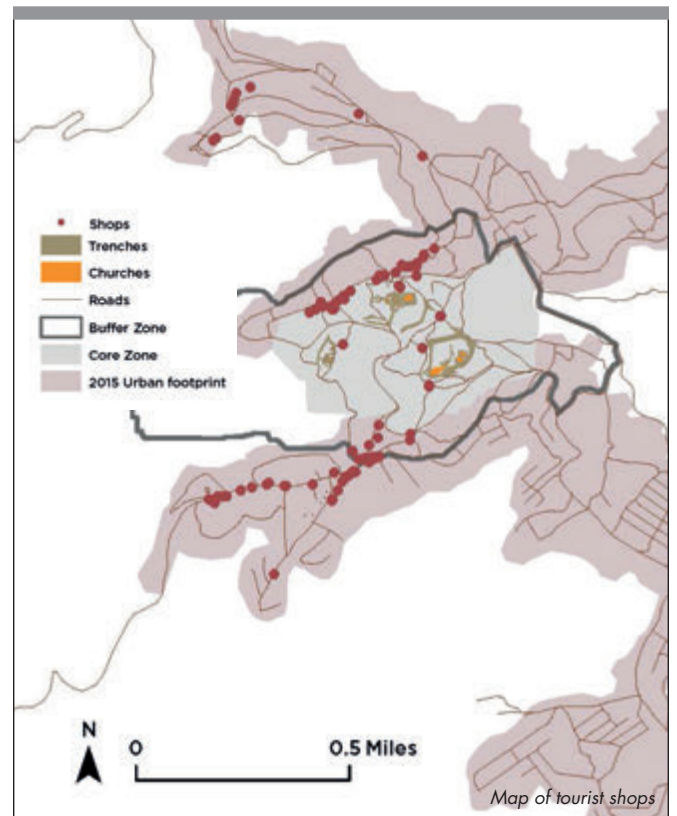 Shops
Trenches
Churches
Roads
Buffer Zone
Core Zone
2015 Urban footprint
N
0 0.5 Miles
Map of tourist shops